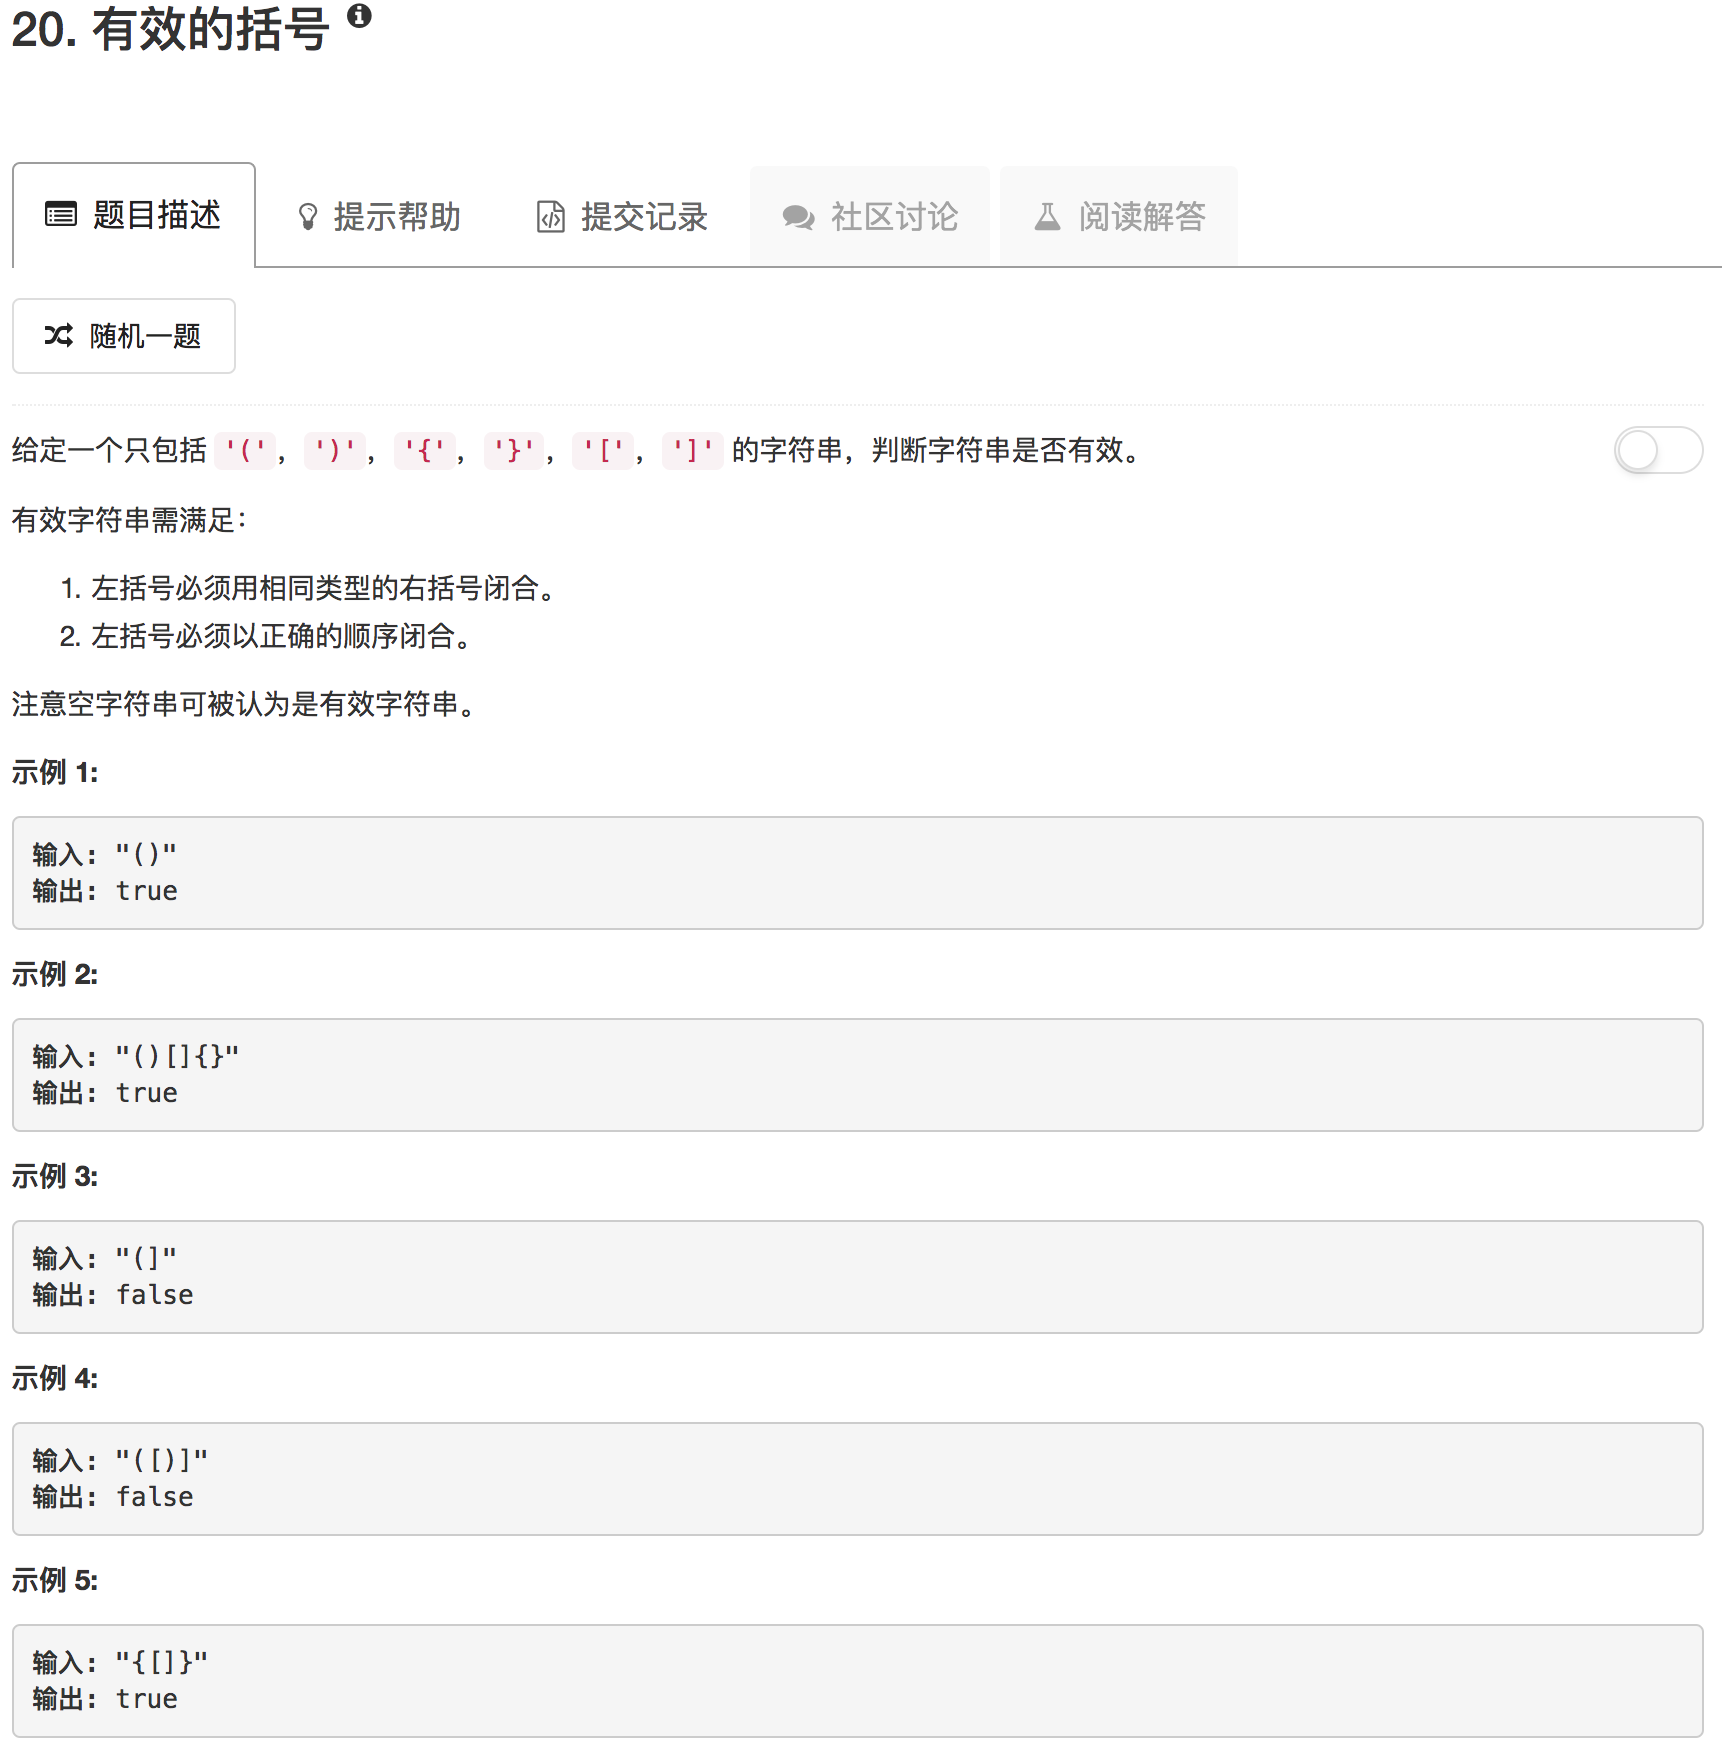 20. 有效的括号
题目描述 提示帮助 提交记录 社区讨论 阅读解答
随机一题
给定一个只包括 '('，')'，'{'，'}'，'['，']' 的字符串，判断字符串是否有效。
有效字符串需满足：
1. 左括号必须用相同类型的右括号闭合。
2. 左括号必须以正确的顺序闭合。
注意空字符串可被认为是有效字符串。
示例 1:
输入: "()"
输出: true
示例 2:
输入: "()[]{}"
输出: true
示例 3:
输入: "(]"
输出: false
示例 4:
输入: "([)]"
输出: false
示例 5:
输入: "{[]}"
输出: true